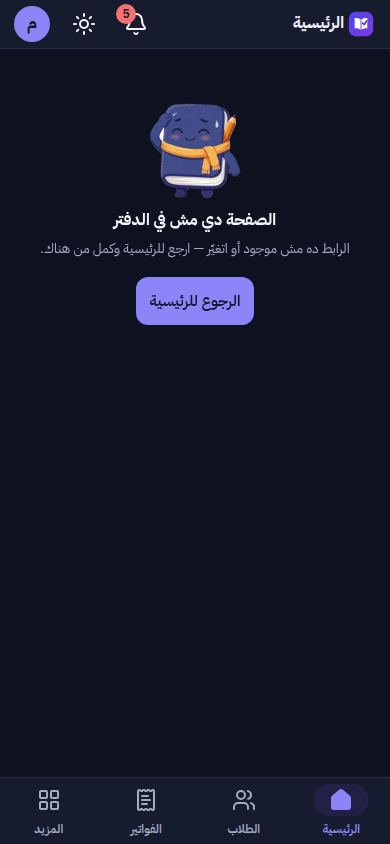 الرئيسية
5
م
الصفحة دي مش في الدفتر
الرابط ده مش موجود أو اتغيّر — ارجع للرئيسية وكمل من هناك.
الرجوع للرئيسية
الرئيسية
الطلاب
الفواتير
المزيد